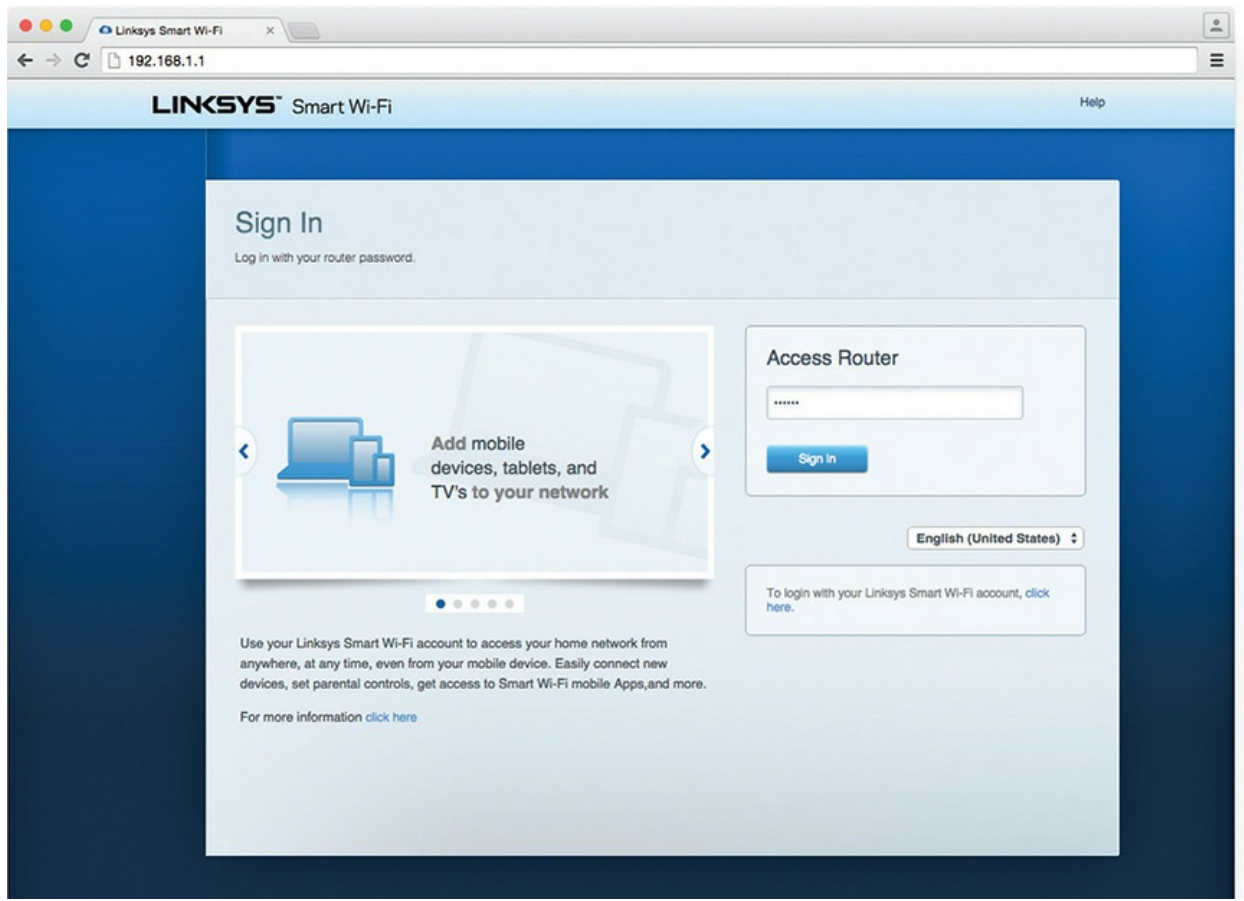 Linksys Smart Wi-Fi
192.168.1.1
LINKSYS™ Smart Wi-Fi
Help
Sign In
Log in with your router password.
Add mobile
devices, tablets, and
TV's to your network
Access Router
••••••
Sign In
English (United States)
To login with your Linksys Smart Wi-Fi account, click
here.
Use your Linksys Smart Wi-Fi account to access your home network from
anywhere, at any time, even from your mobile device. Easily connect new
devices, set parental controls, get access to Smart Wi-Fi mobile Apps,and more.
For more information click here